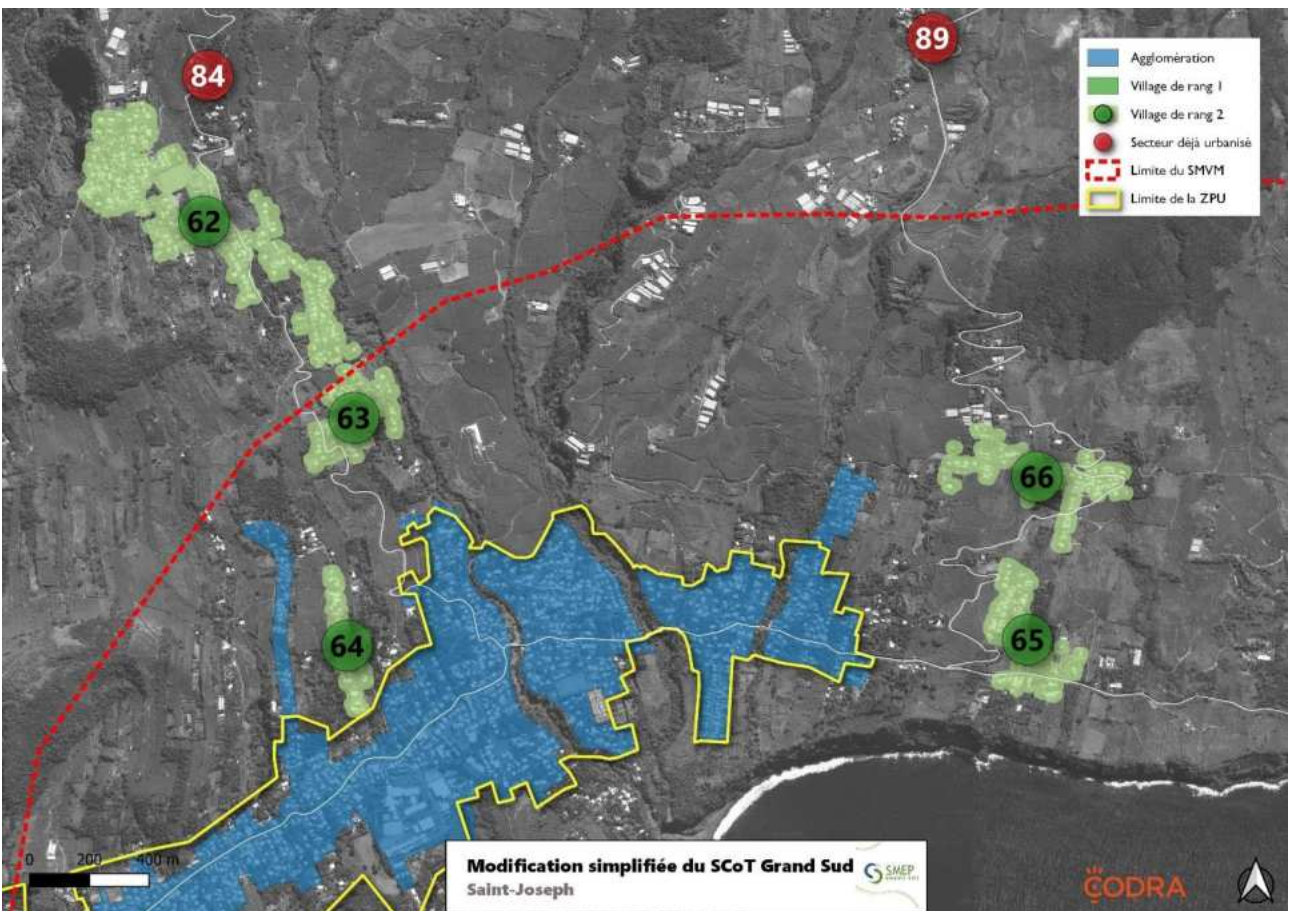 84
89
Agglomération
Village de rang 1
Village de rang 2
Secteur déjà urbanisé
Limite du SMVM
Limite de la ZPU
62
63
66
64
65
0 200 400 m
Modification simplifiée du SCoT Grand Sud
Saint-Joseph
SMEP
CODRA